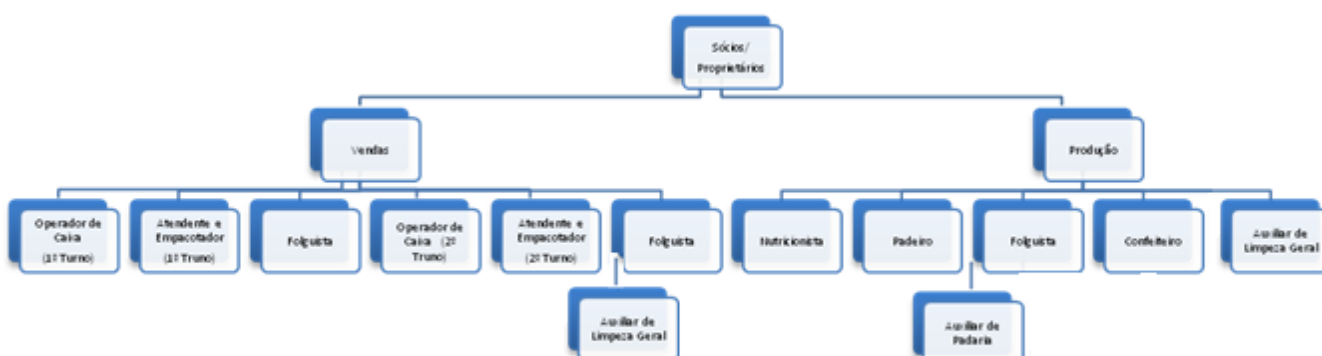 Sócios/
Proprietários
Vendas
Produção
Operador de
Caixa
(1º Turno)
Atendente e
Empacotador
(1º Truno)
Folguista
Operador de
Caixa (2º
Truno)
Atendente e
Empacotador
(2º Turno)
Folguista
Nutricionista
Padeiro
Folguista
Confeiteiro
Auxiliar de
Limpeza Geral
Auxiliar de
Limpeza Geral
Auxiliar de
Padaria